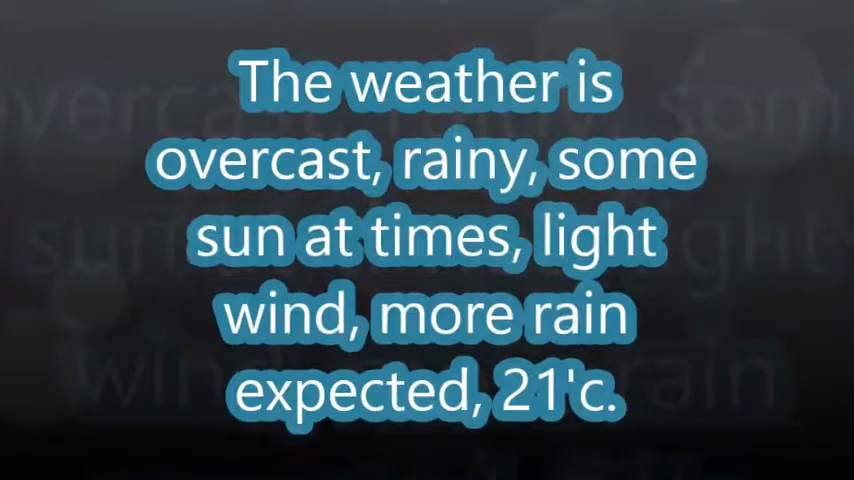 The weather is
overcast, rainy, some
sun at times, light
wind, more rain
expected, 21'c.